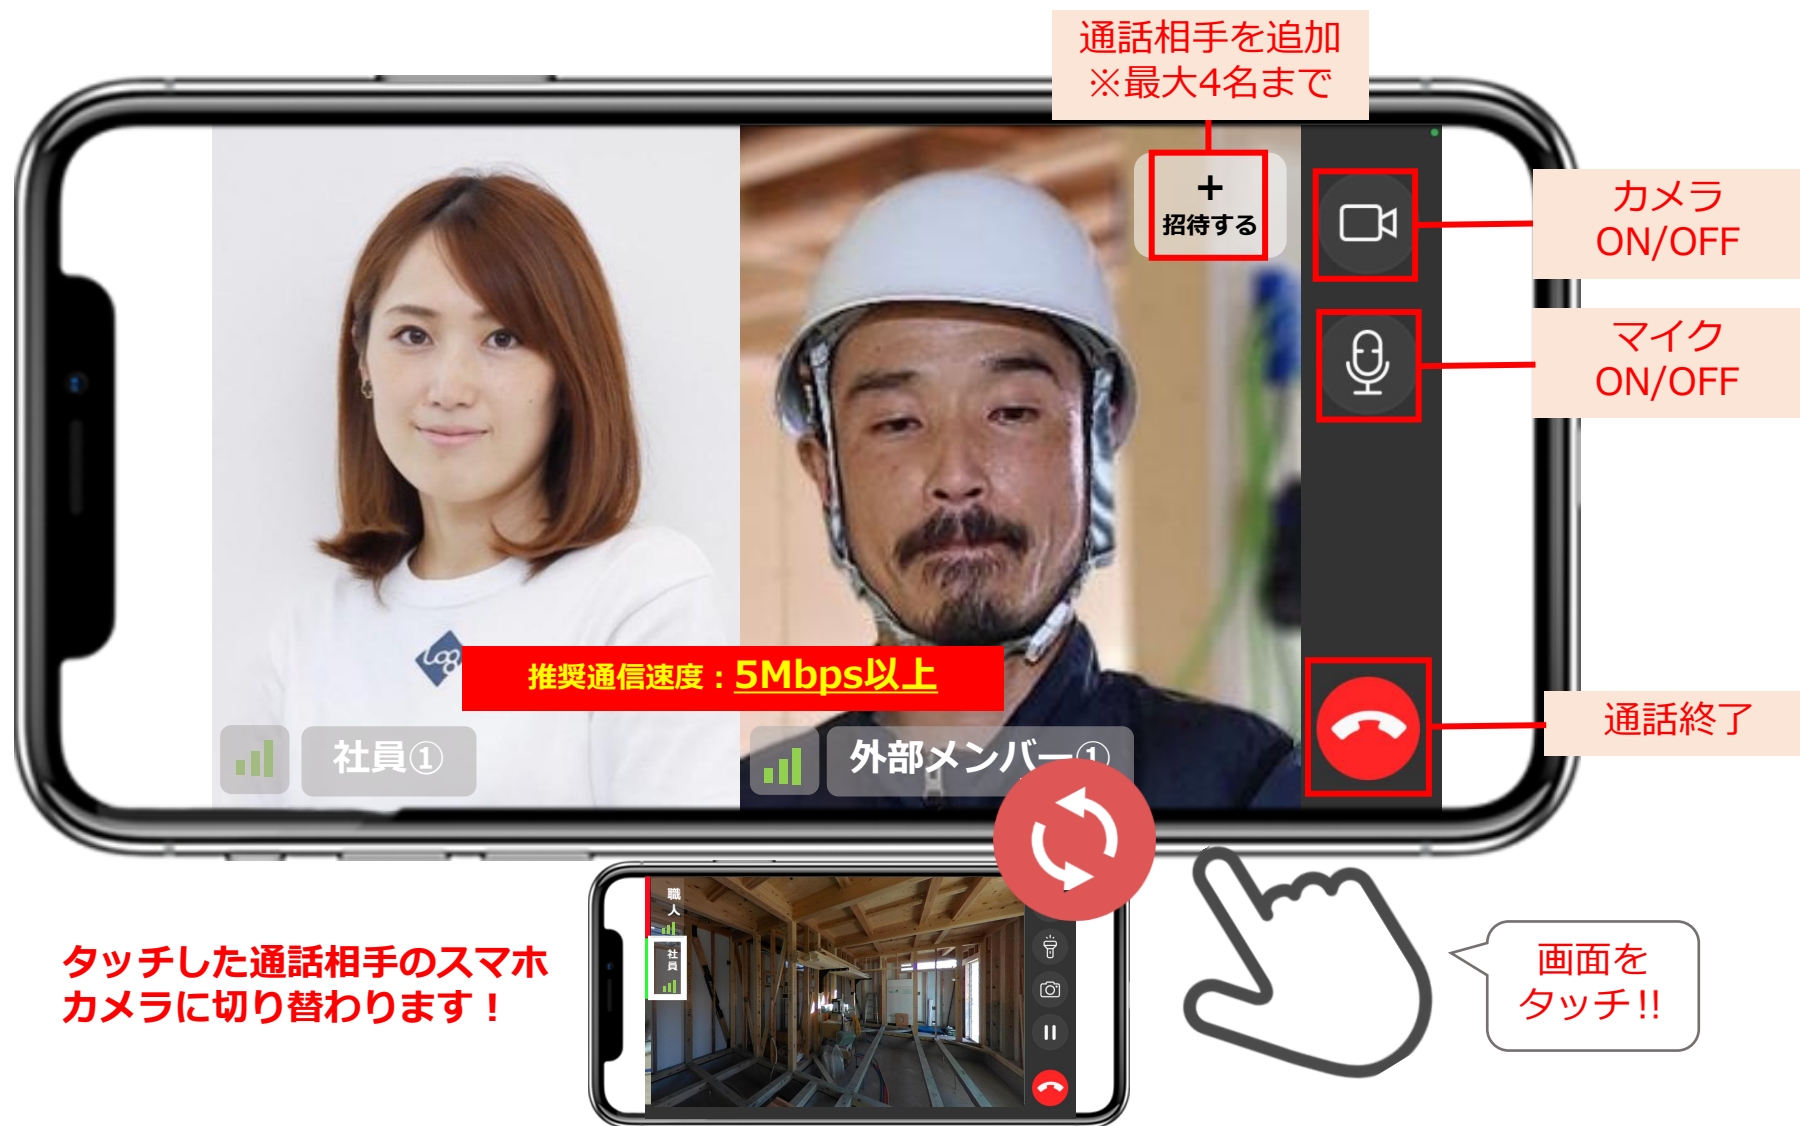 通話相手を追加
※最大4名まで
+
招待する
カメラ
ON/OFF
マイク
ON/OFF
推奨通信速度：5Mbps以上
社員①
外部メンバー①
通話終了
職人
社員
タッチした通話相手のスマホ
カメラに切り替わります！
画面を
タッチ!!